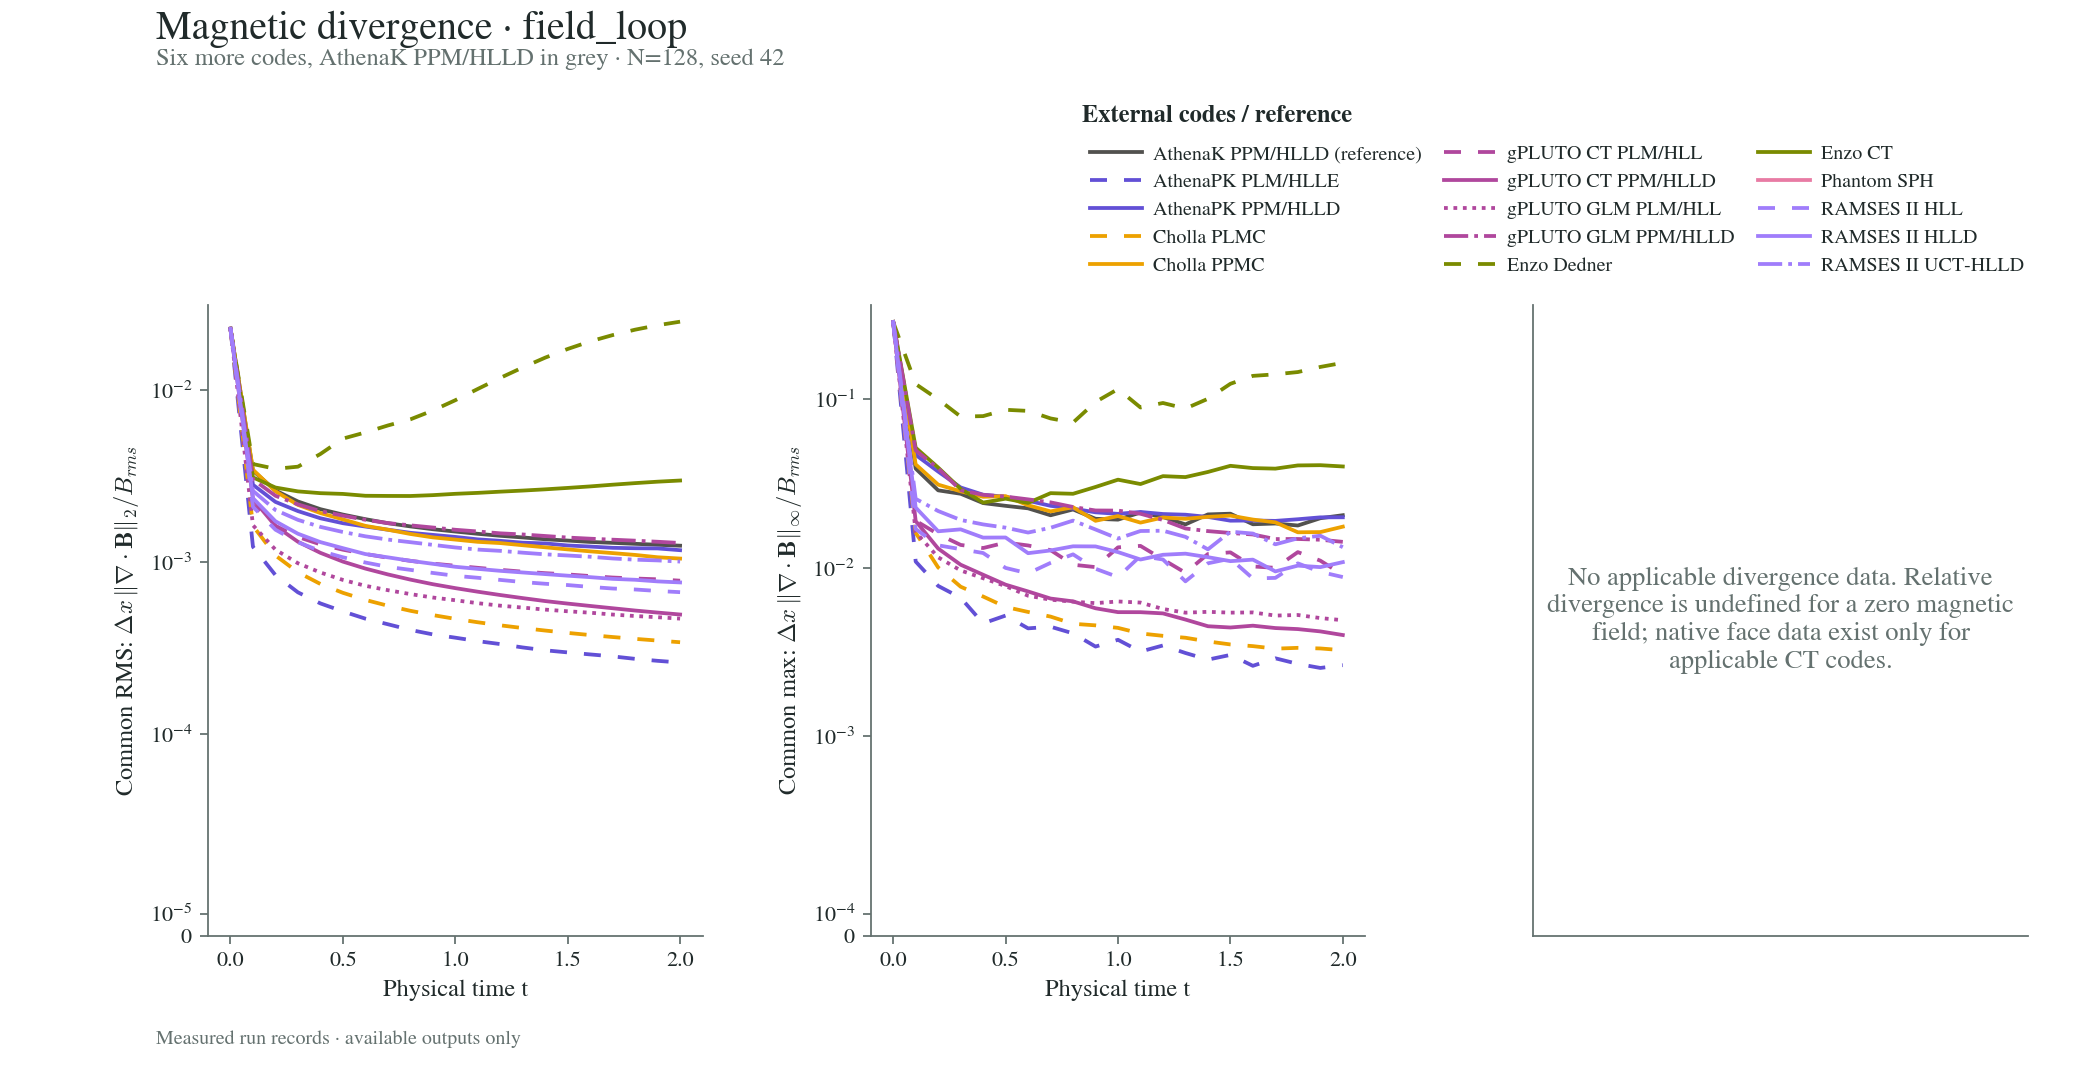 Magnetic divergence · field_loop
Six more codes, AthenaK PPM/HLLD in grey · N=128, seed 42
External codes / reference
AthenaK PPM/HLLD (reference)
AthenaPK PLM/HLLE
AthenaPK PPM/HLLD
Cholla PLMC
Cholla PPMC
gPLUTO CT PLM/HLL
gPLUTO CT PPM/HLLD
gPLUTO GLM PLM/HLL
gPLUTO GLM PPM/HLLD
Enzo Dedner
Enzo CT
Phantom SPH
RAMSES II HLL
RAMSES II HLLD
RAMSES II UCT-HLLD
Common RMS: Δx ‖∇ · B‖₂/B_rms
10⁻²
10⁻³
10⁻⁴
10⁻⁵
0
0.0 0.5 1.0 1.5 2.0
Physical time t
Common max: Δx ‖∇ · B‖∞/B_rms
10⁻¹
10⁻²
10⁻³
10⁻⁴
0
0.0 0.5 1.0 1.5 2.0
Physical time t
No applicable divergence data. Relative
divergence is undefined for a zero magnetic
field; native face data exist only for
applicable CT codes.
Measured run records · available outputs only